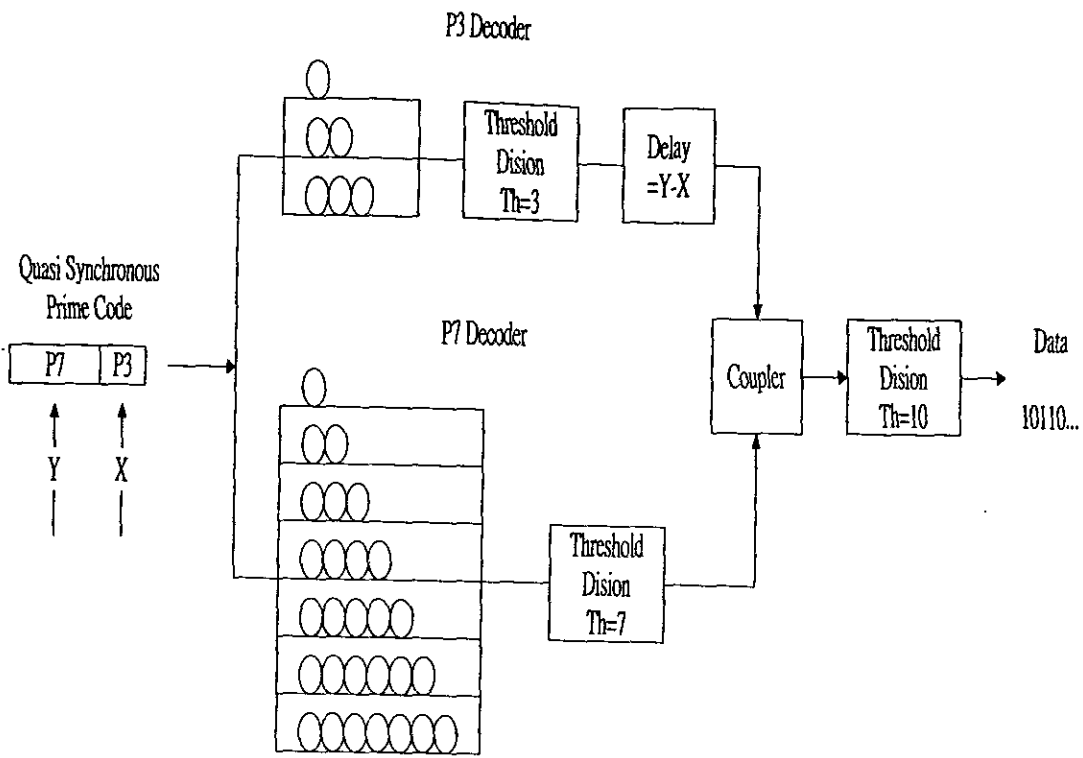 P3 Decoder
Threshold
Dision
Th=3
Delay
=Y-X
Quasi Synchronous
Prime Code
P7
P3
Y
X
P7 Decoder
Coupler
Threshold
Dision
Th=10
Data
10110...
Threshold
Dision
Th=7